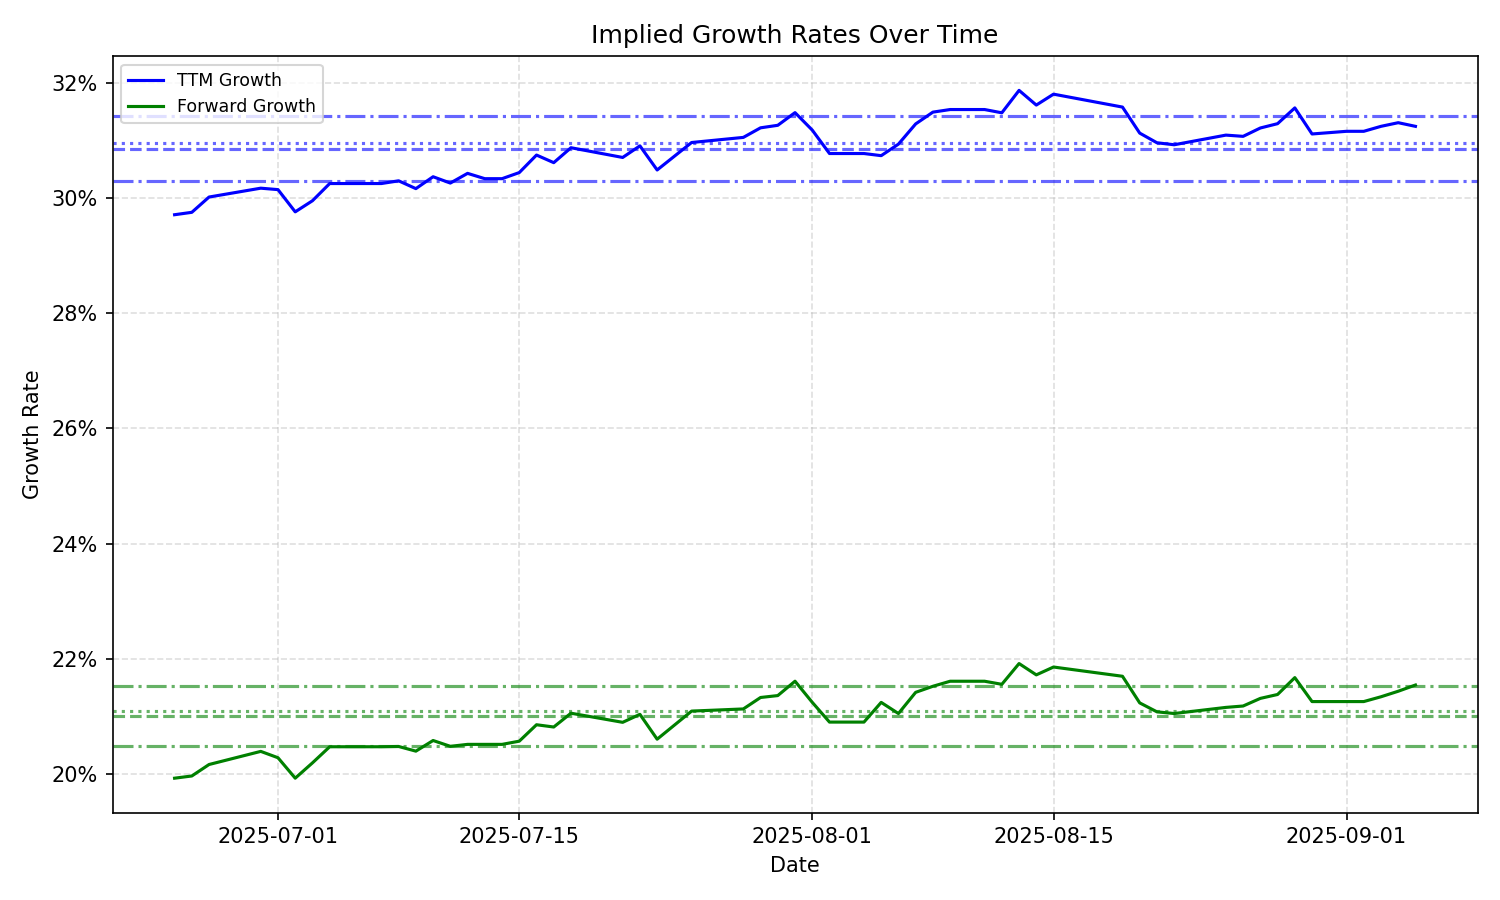 Implied Growth Rates Over Time
TTM Growth
Forward Growth
32%
30%
28%
26%
24%
22%
20%
Growth Rate
2025-07-01
2025-07-15
2025-08-01
2025-08-15
2025-09-01
Date